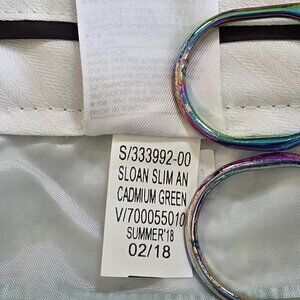 S/333992-00
SLOAN SLIM AN
CADMIUM GREEN
V/700055010
SUMMER'18
02/18